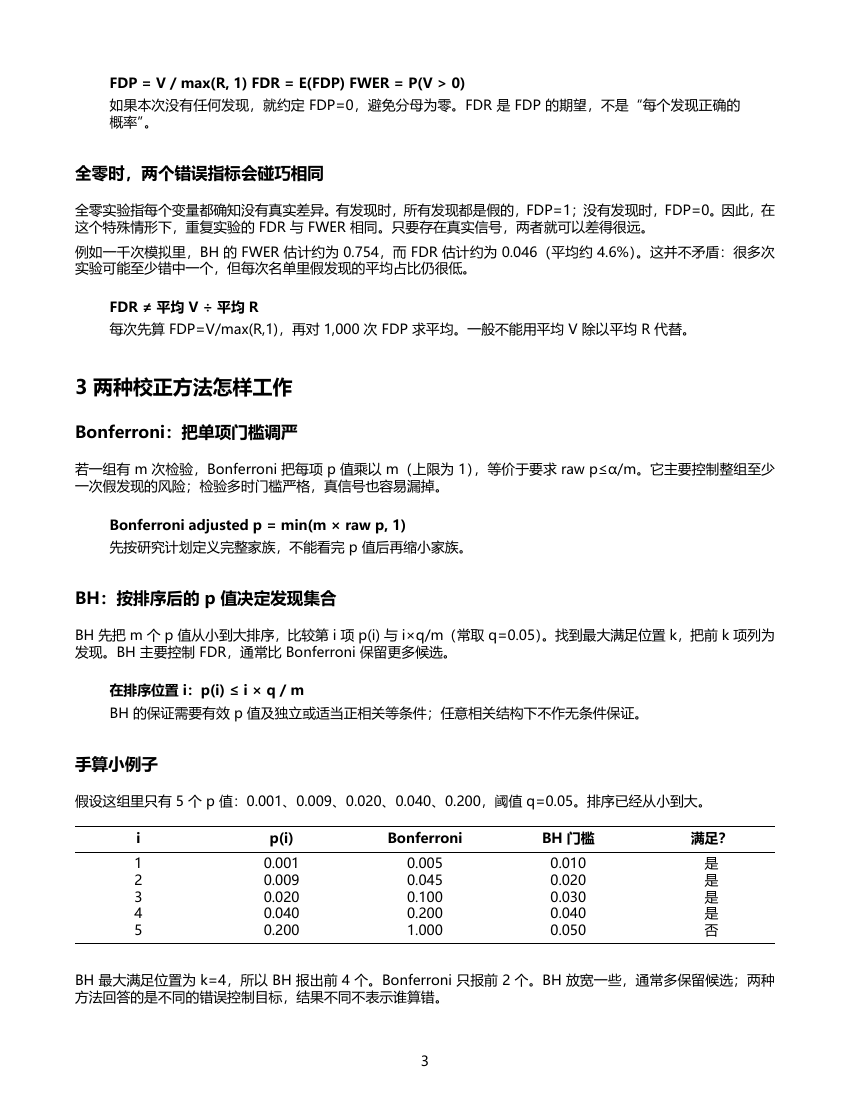 FDP = V / max(R, 1) FDR = E(FDP) FWER = P(V > 0)
如果本次没有任何发现，就约定 FDP=0，避免分母为零。FDR 是 FDP 的期望，不是“每个发现正确的
概率”。
全零时，两个错误指标会碰巧相同
全零实验指每个变量都确知没有真实差异。有发现时，所有发现都是假的，FDP=1；没有发现时，FDP=0。因此，在
这个特殊情形下，重复实验的 FDR 与 FWER 相同。只要存在真实信号，两者就可以差得很远。
例如一千次模拟里，BH 的 FWER 估计约为 0.754，而 FDR 估计约为 0.046（平均约 4.6%）。这并不矛盾：很多次
实验可能至少错中一个，但每次名单里假发现的平均占比仍很低。
FDR ≠ 平均 V ÷ 平均 R
每次先算 FDP=V/max(R,1)，再对 1,000 次 FDP 求平均。一般不能用平均 V 除以平均 R 代替。
3 两种校正方法怎样工作
Bonferroni：把单项门槛调严
若一组有 m 次检验，Bonferroni 把每项 p 值乘以 m（上限为 1），等价于要求 raw p≤α/m。它主要控制整组至少
一次假发现的风险；检验多时门槛严格，真信号也容易漏掉。
Bonferroni adjusted p = min(m × raw p, 1)
先按研究计划定义完整家族，不能看完 p 值后再缩小家族。
BH：按排序后的 p 值决定发现集合
BH 先把 m 个 p 值从小到大排序，比较第 i 项 p(i) 与 i×q/m（常取 q=0.05）。找到最大满足位置 k，把前 k 项列为
发现。BH 主要控制 FDR，通常比 Bonferroni 保留更多候选。
在排序位置 i：p(i) ≤ i × q / m
BH 的保证需要有效 p 值及独立或适当正相关等条件；任意相关结构下不作无条件保证。
手算小例子
假设这组里只有 5 个 p 值：0.001、0.009、0.020、0.040、0.200，阈值 q=0.05。排序已经从小到大。
i p(i) Bonferroni BH 门槛 满足？
1 0.001 0.005 0.010 是
2 0.009 0.045 0.020 是
3 0.020 0.100 0.030 是
4 0.040 0.200 0.040 是
5 0.200 1.000 0.050 否
BH 最大满足位置为 k=4，所以 BH 报出前 4 个。Bonferroni 只报前 2 个。BH 放宽一些，通常多保留候选；两种
方法回答的是不同的错误控制目标，结果不同不表示谁算错。
3